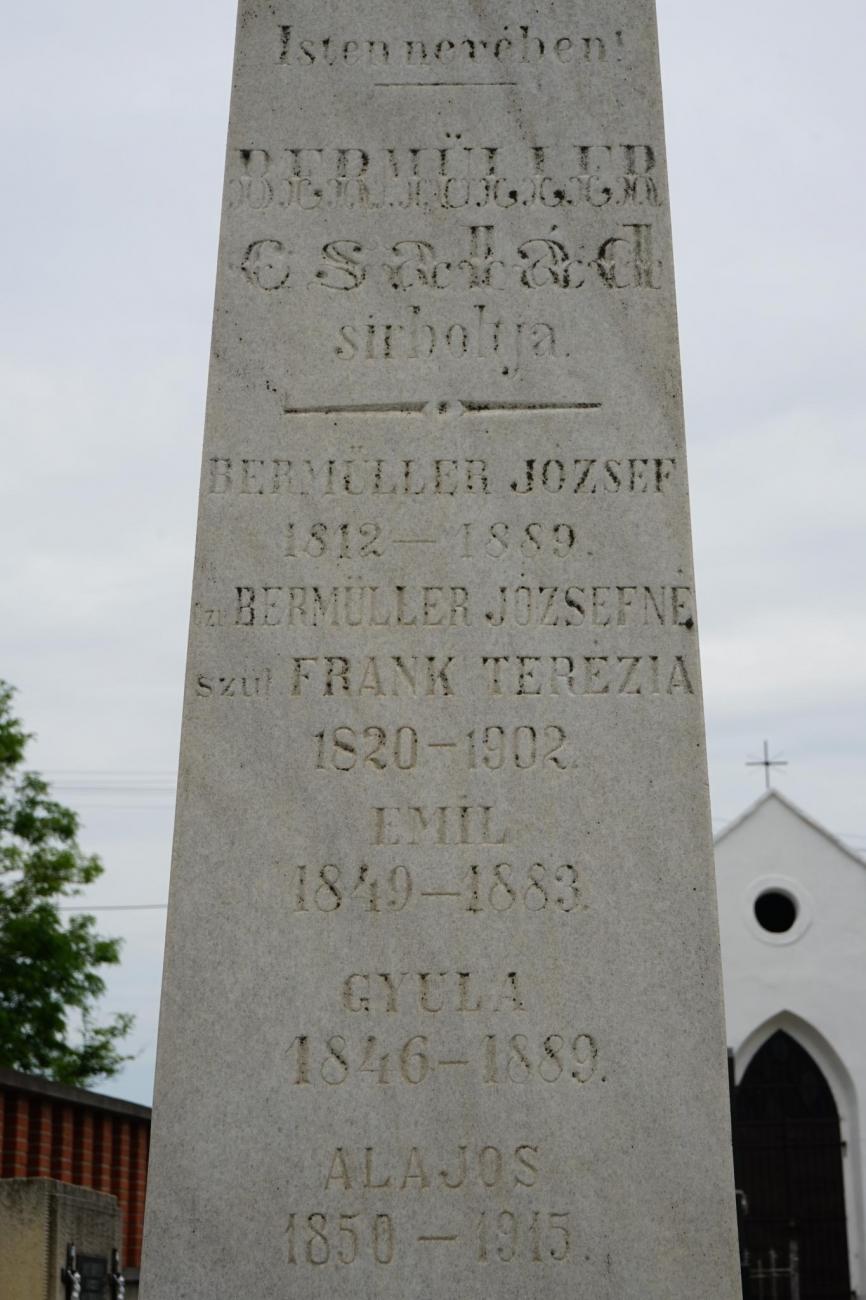 Isten nevében!
BERMÜLLER
család
sirboltja.
BERMÜLLER JÓZSEF
1812 – 1889.
BERMÜLLER JÓZSEFNÉ
szül FRANK TERÉZIA
1820 – 1902.
EMIL
1849 – 1883.
GYULA
1846 – 1889.
ALAJOS
1850 – 1915.